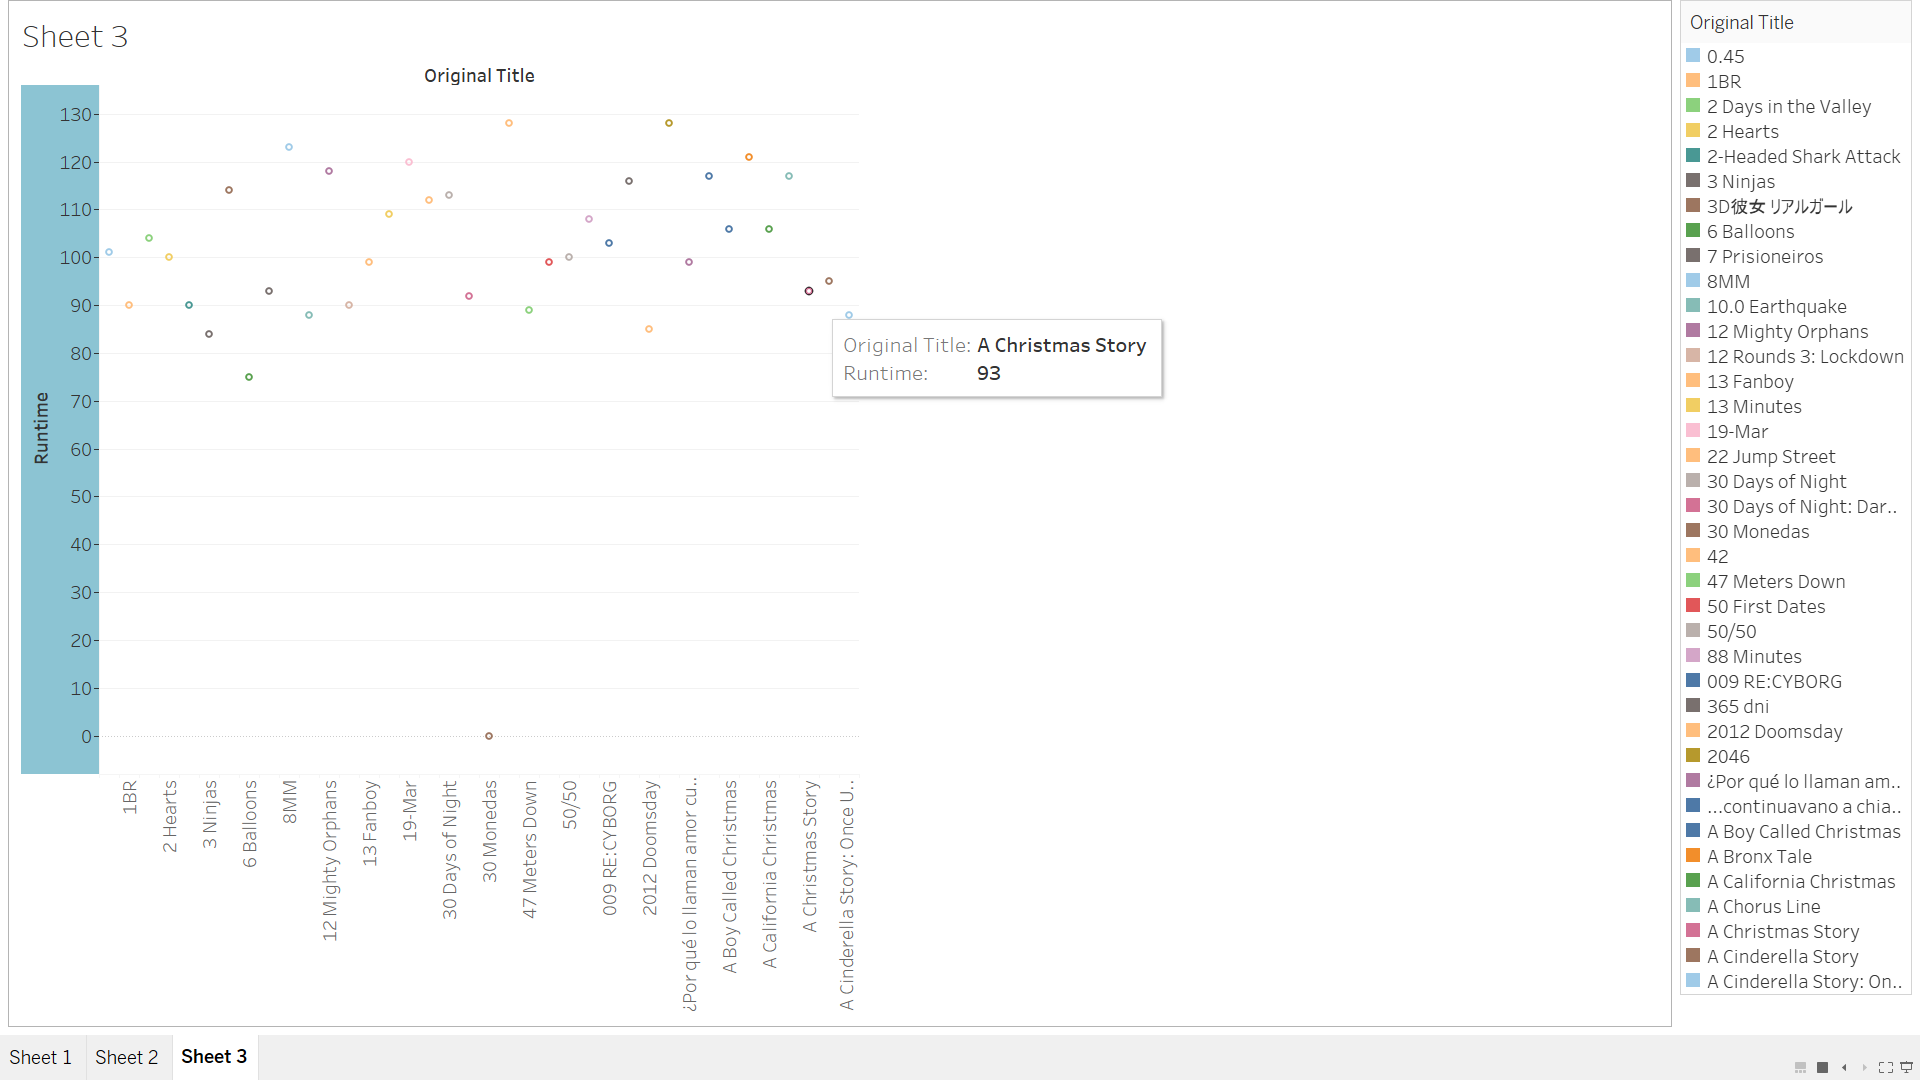 Sheet 3
Original Title
Runtime
130
120
110
100
90
80
70
60
50
40
30
20
10
0
1BR
2 Hearts
3 Ninjas
6 Balloons
8MM
12 Mighty Orphans
13 Fanboy
19-Mar
30 Days of Night
30 Monedas
47 Meters Down
50/50
009 RE:CYBORG
2012 Doomsday
¿Por qué lo llaman amor cu..
A Boy Called Christmas
A California Christmas
A Christmas Story
A Cinderella Story: Once U..
Original Title: A Christmas Story
Runtime: 93
Original Title
0.45
1BR
2 Days in the Valley
2 Hearts
2-Headed Shark Attack
3 Ninjas
3D彼女 リアルガール
6 Balloons
7 Prisioneiros
8MM
10.0 Earthquake
12 Mighty Orphans
12 Rounds 3: Lockdown
13 Fanboy
13 Minutes
19-Mar
22 Jump Street
30 Days of Night
30 Days of Night: Dar..
30 Monedas
42
47 Meters Down
50 First Dates
50/50
88 Minutes
009 RE:CYBORG
365 dni
2012 Doomsday
2046
¿Por qué lo llaman am..
...continuavano a chia..
A Boy Called Christmas
A Bronx Tale
A California Christmas
A Chorus Line
A Christmas Story
A Cinderella Story
A Cinderella Story: On..
Sheet 1
Sheet 2
Sheet 3